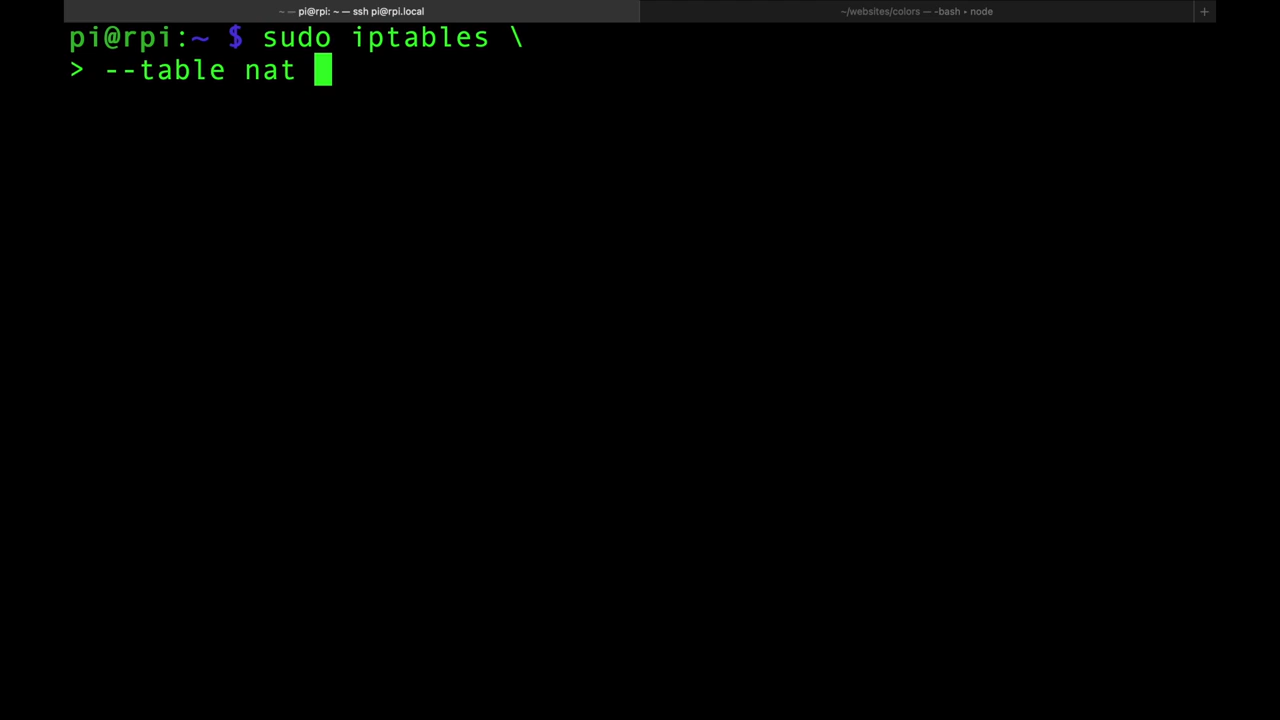 ~ — pi@rpi: ~ — ssh pi@rpi.local
~/websites/colors — -bash • node
+
pi@rpi:~ $ sudo iptables \
> --table nat